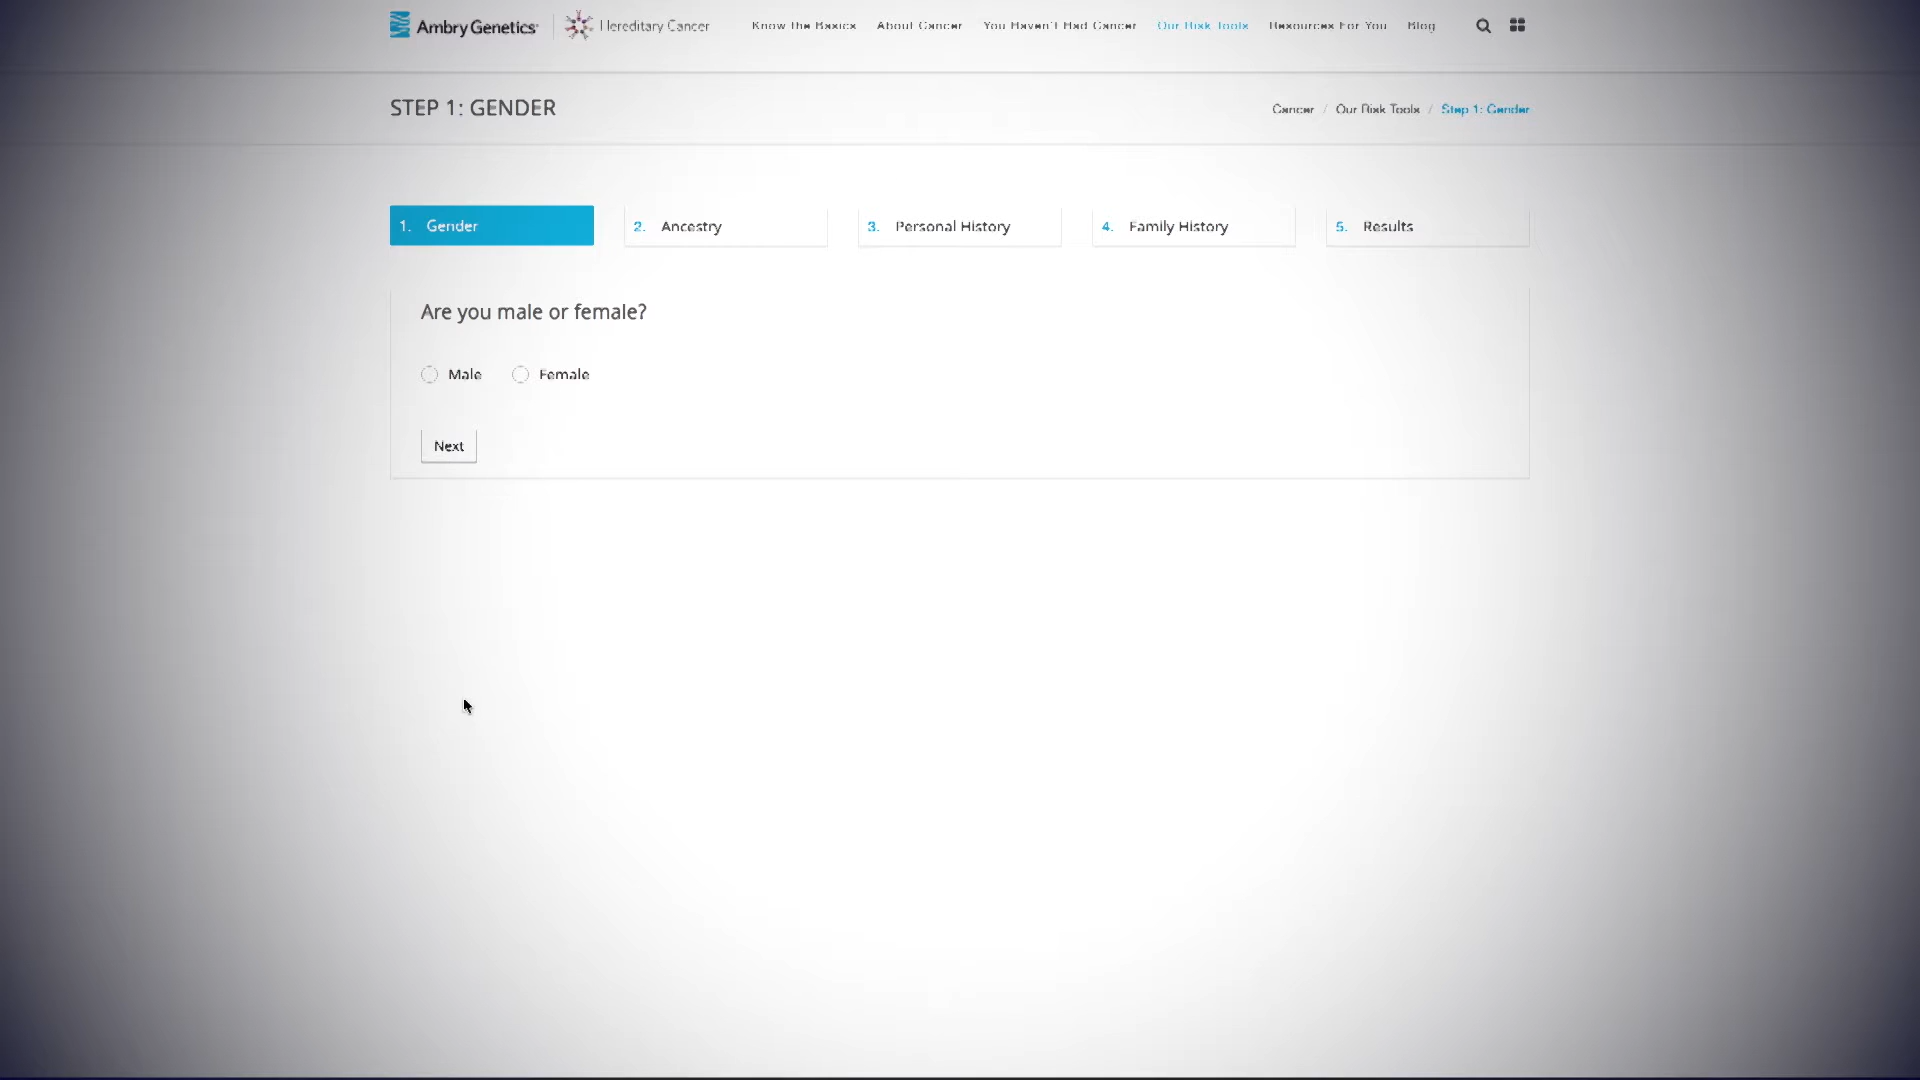 Ambry Genetics Hereditary Cancer Know the Basics About Cancer You Haven't Had Cancer Our Risk Tools Resources For You Blog
STEP 1: GENDER
Cancer / Our Risk Tools / Step 1: Gender
1. Gender 2. Ancestry 3. Personal History 4. Family History 5. Results
Are you male or female?
Male Female
Next